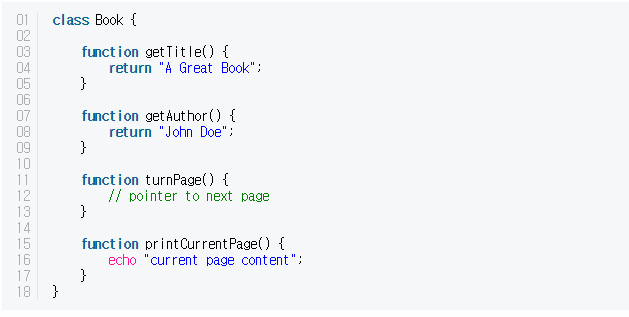 01 class Book {
02
03     function getTitle() {
04         return "A Great Book";
05     }
06
07     function getAuthor() {
08         return "John Doe";
09     }
10
11     function turnPage() {
12         // pointer to next page
13     }
14
15     function printCurrentPage() {
16         echo "current page content";
17     }
18 }